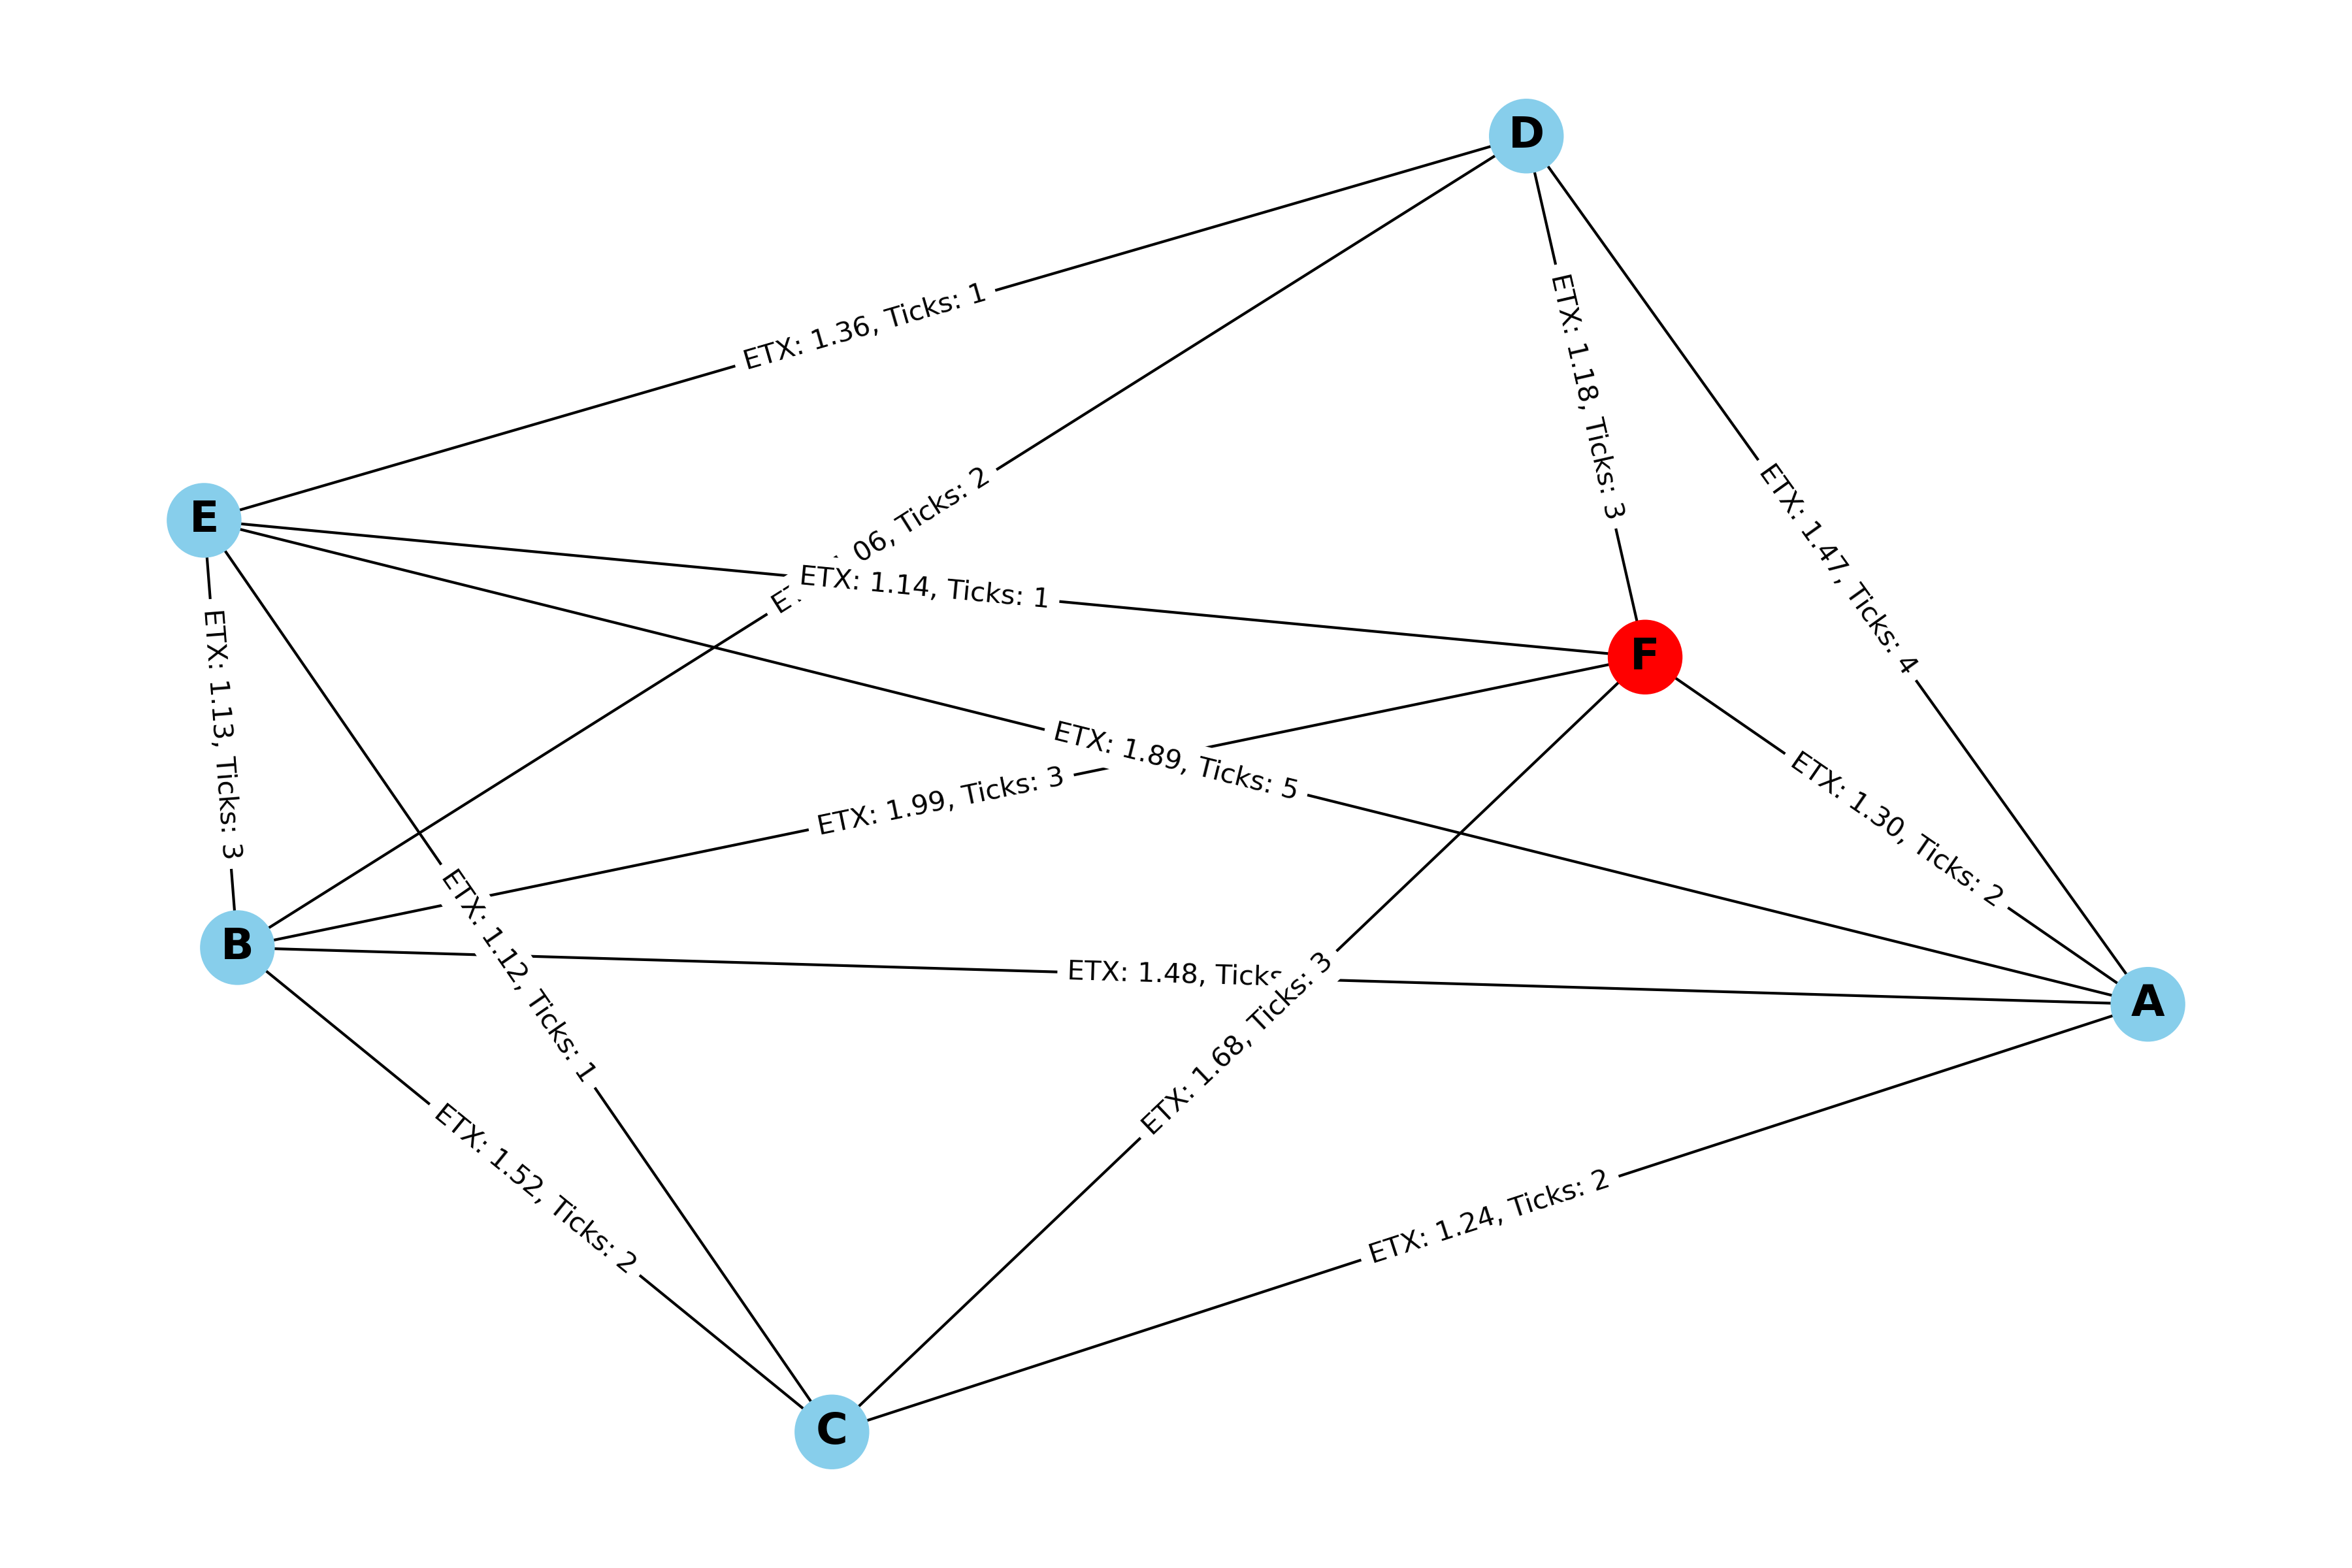 D
ETX: 1.36, Ticks: 1
ETX: 1.18, Ticks: 3
E
06, Ticks: 2
ETX: 1.47, Ticks: 4
ETX: 1.14, Ticks: 1
F
ETX: 1.13, Ticks: 3
ETX: 1.89, Ticks: 5
ETX: 1.99, Ticks: 3
ETX: 1.30, Ticks: 2
B
ETX: 1.12, Ticks: 1
ETX: 1.48,
A
ETX: 1.68, Ticks: 3
ETX: 1.52, Ticks: 2
ETX: 1.24, Ticks: 2
C